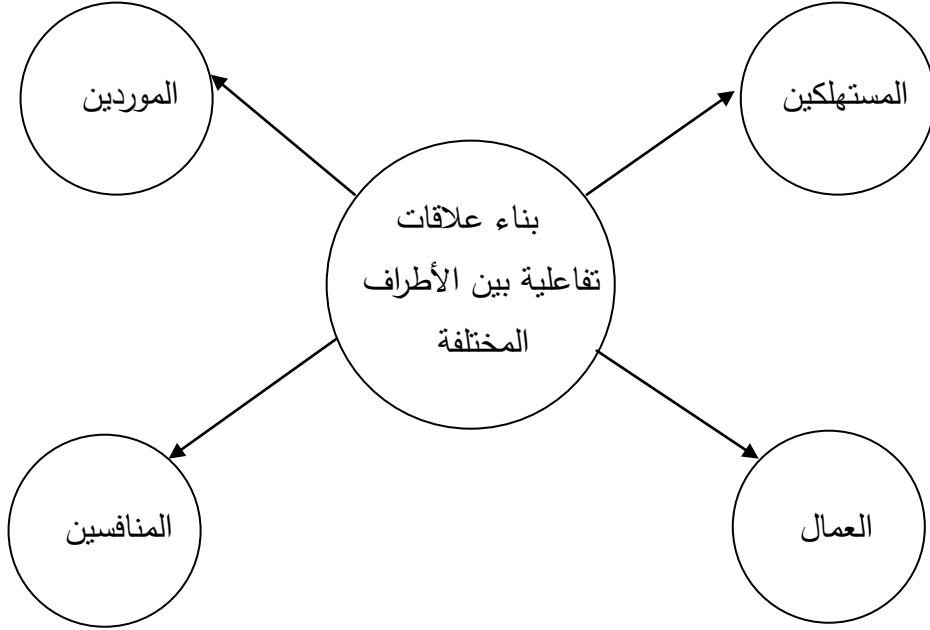 المستهلكين
الموردين
بناء علاقات
تفاعلية بين الأطراف
المختلفة
العمال
المنافسين